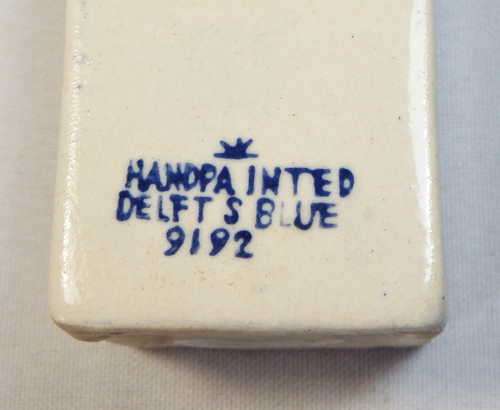 HANDPAINTED
DELFTS BLUE
9192